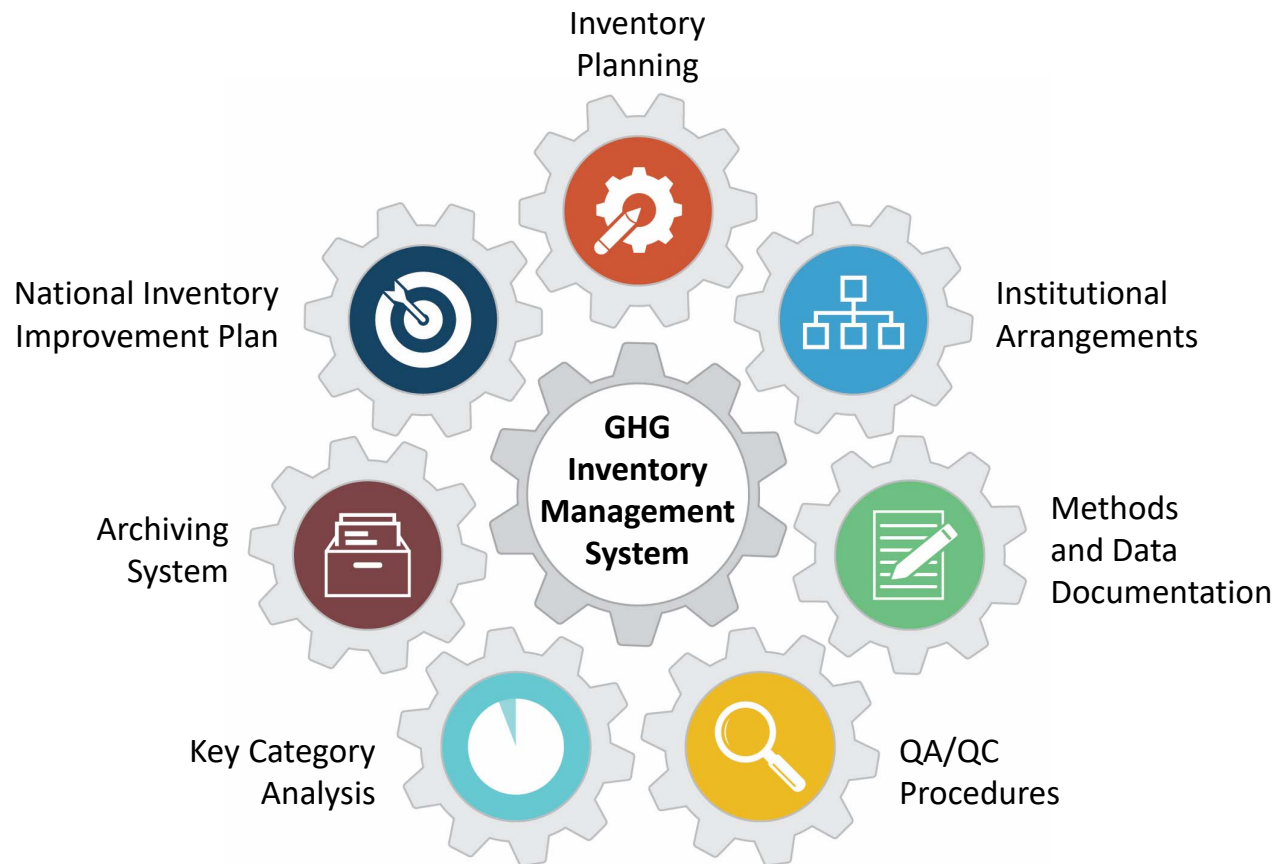 Inventory
Planning
National Inventory
Improvement Plan
Institutional
Arrangements
GHG
Inventory
Management
System
Archiving
System
Methods
and Data
Documentation
Key Category
Analysis
QA/QC
Procedures